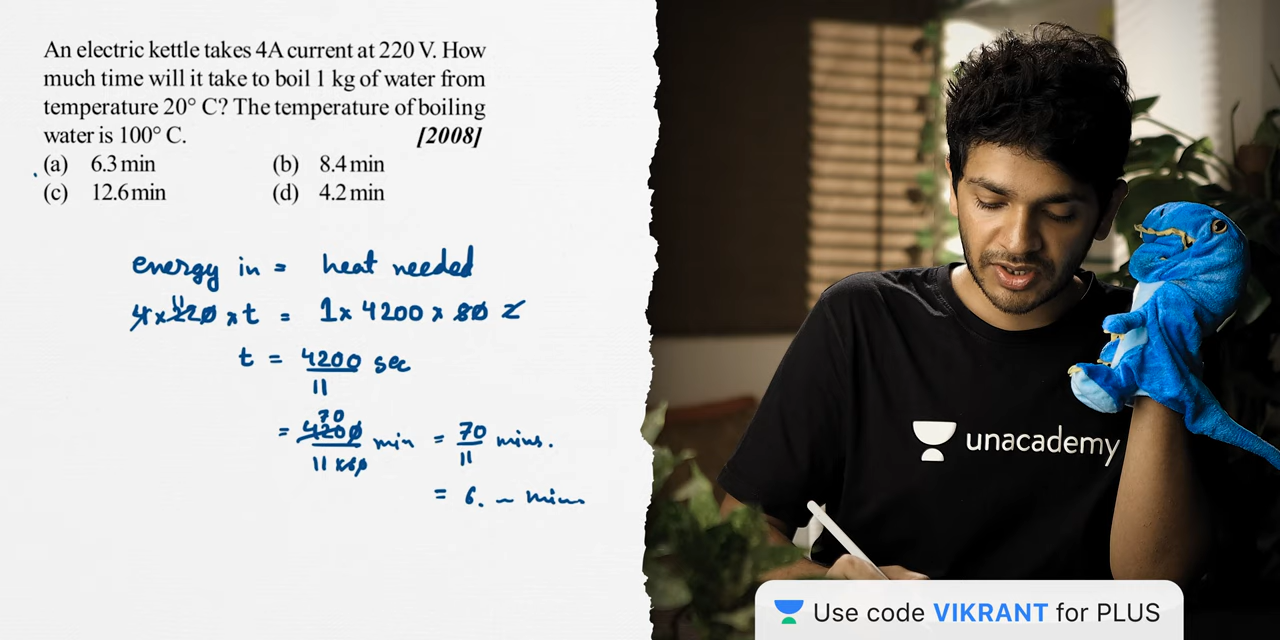 An electric kettle takes 4A current at 220 V. How
much time will it take to boil 1 kg of water from
temperature 20° C? The temperature of boiling
water is 100° C. [2008]
(a) 6.3 min (b) 8.4 min
(c) 12.6 min (d) 4.2 min
energy in = heat needed
4 x 220 x t = 1 x 4200 x 80
11
t = 4200 sec
11
70
= 4200 min = 70 mins.
11 x 60 11
= 6. ~ mins
unacademy
Use code VIKRANT for PLUS